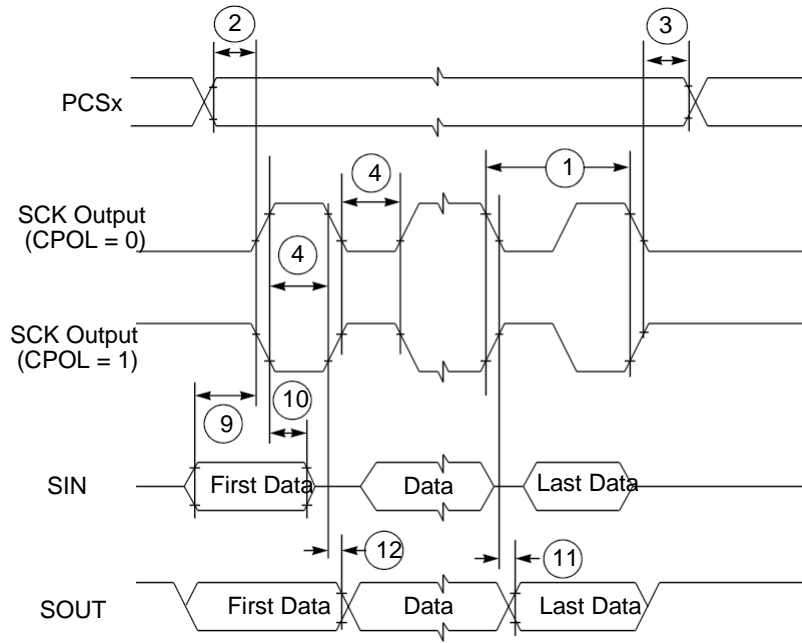 2
3
PCSx
4
1
SCK Output
(CPOL = 0)
4
SCK Output
(CPOL = 1)
9
10
SIN
First Data
Data
Last Data
12
11
SOUT
First Data
Data
Last Data